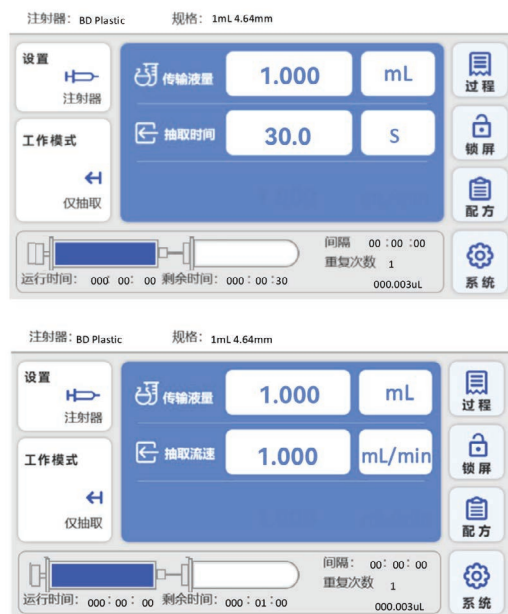 注射器: BD Plastic 规格: 1mL 4.64mm
设置
注射器
传输液量 1.000 mL
过程
工作模式
抽取时间 30.0 S
锁屏
仅抽取
配方
间隔 00 :00 :00
重复次数 1
运行时间: 000: 00: 00 剩余时间: 000: 00 :30 000.003uL
系统
注射器: BD Plastic 规格: 1mL 4.64mm
设置
注射器
传输液量 1.000 mL
过程
工作模式
抽取流速 1.000 mL/min
锁屏
仅抽取
配方
间隔: 00: 00: 00
重复次数 1
运行时间: 000: 00: 00 剩余时间: 000: 01: 00 000.003uL
系统